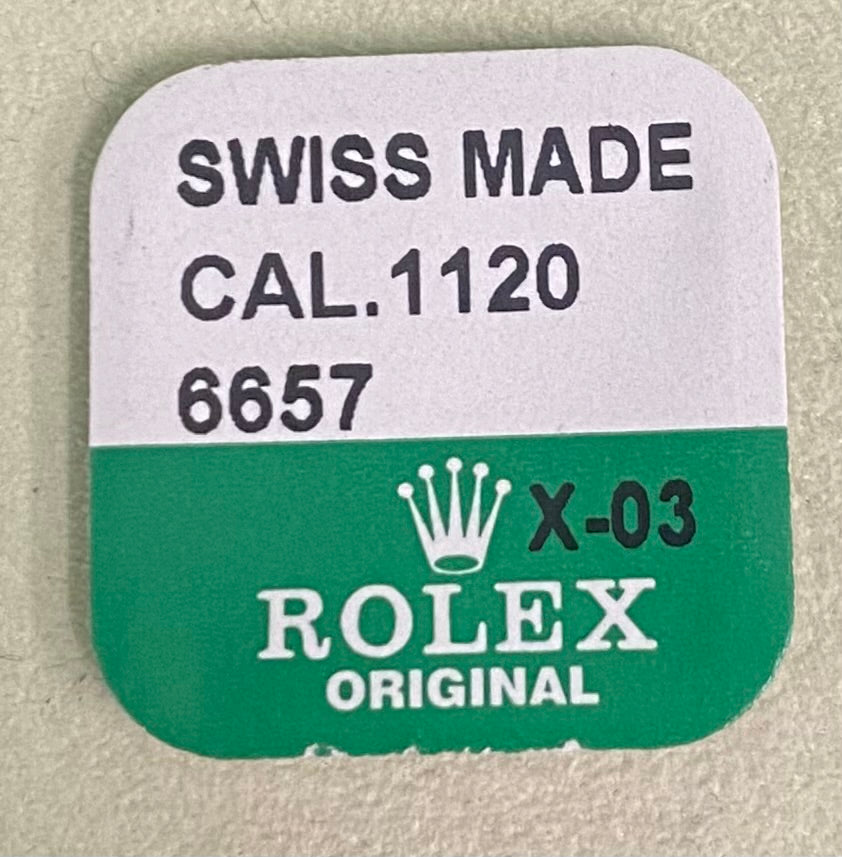 SWISS MADE
CAL.1120
6657
X-03
ROLEX
ORIGINAL